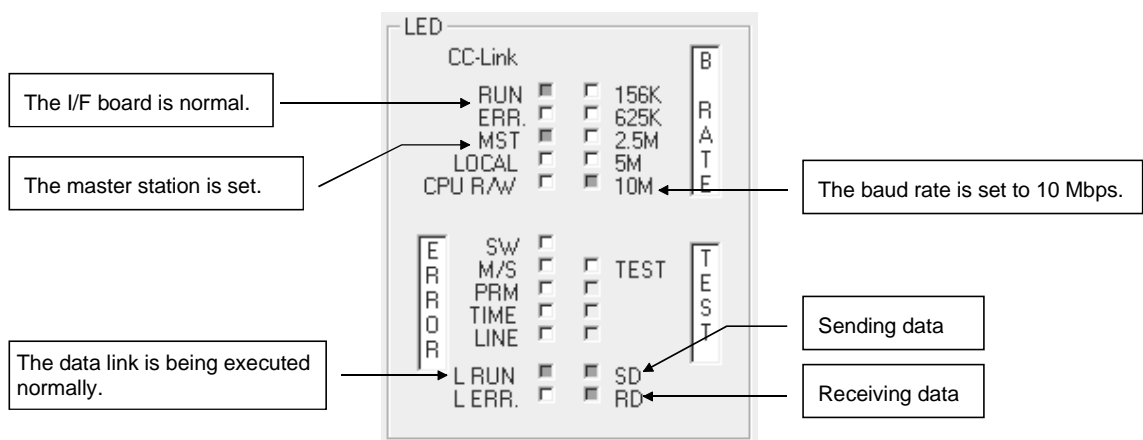 LED
CC-Link
RUN
ERR.
MST
LOCAL
CPU R/W
156K
625K
2.5M
5M
10M
B RATE
The I/F board is normal.
The master station is set.
The baud rate is set to 10 Mbps.
ERROR
SW
M/S
PRM
TIME
LINE
TEST
TEST
L RUN
L ERR.
SD
RD
The data link is being executed
normally.
Sending data
Receiving data